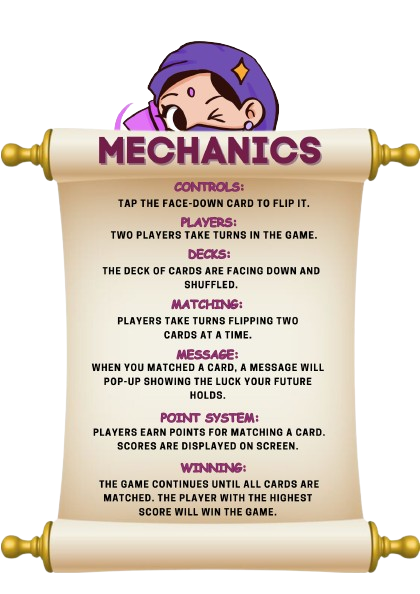 MECHANICS
CONTROLS:
TAP THE FACE-DOWN CARD TO FLIP IT.
PLAYERS:
TWO PLAYERS TAKE TURNS IN THE GAME.
DECKS:
THE DECK OF CARDS ARE FACING DOWN AND
SHUFFLED.
MATCHING:
PLAYERS TAKE TURNS FLIPPING TWO
CARDS AT A TIME.
MESSAGE:
WHEN YOU MATCHED A CARD, A MESSAGE WILL
POP-UP SHOWING THE LUCK YOUR FUTURE
HOLDS.
POINT SYSTEM:
PLAYERS EARN POINTS FOR MATCHING A CARD.
SCORES ARE DISPLAYED ON SCREEN.
WINNING:
THE GAME CONTINUES UNTIL ALL CARDS ARE
MATCHED. THE PLAYER WITH THE HIGHEST
SCORE WILL WIN THE GAME.